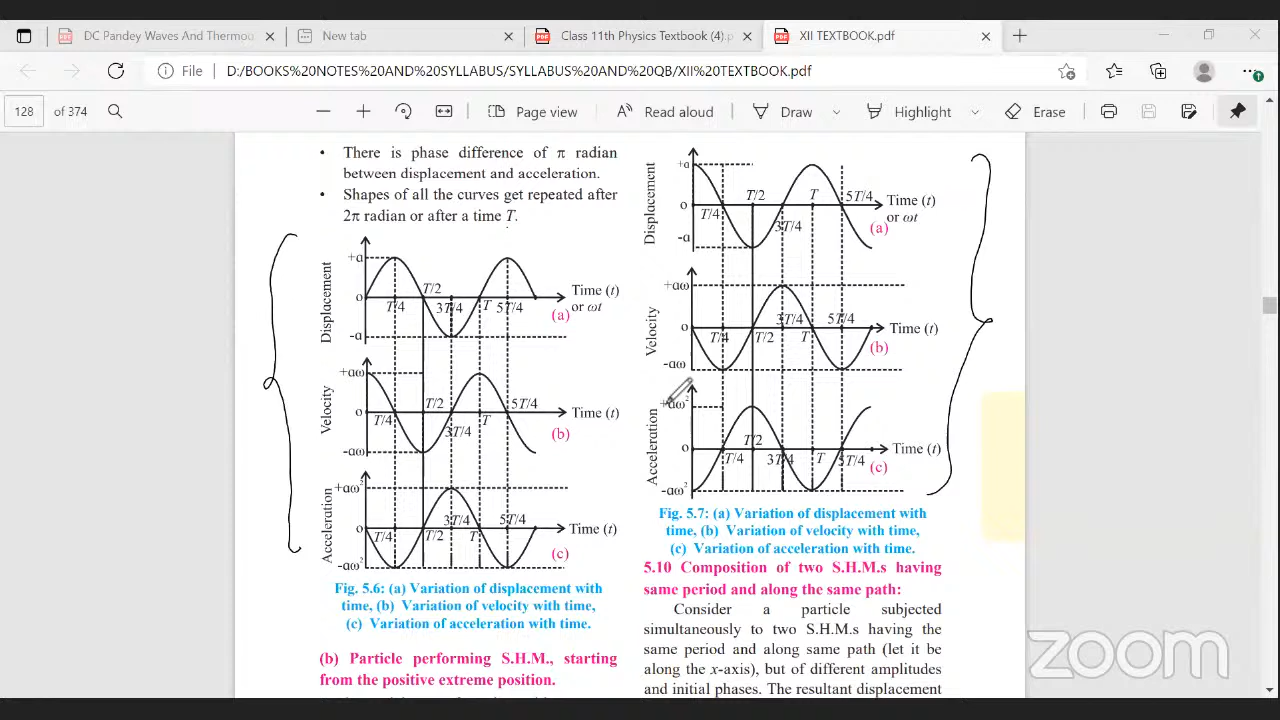 DC Pandey Waves And Thermou
New tab
Class 11th Physics Textbook (4).p
XII TEXTBOOK.pdf
File
D:/BOOKS%20NOTES%20AND%20SYLLABUS/SYLLABUS%20AND%20QB/XII%20TEXTBOOK.pdf
128 of 374
Page view
Read aloud
Draw
Highlight
Erase
• There is phase difference of π radian
between displacement and acceleration.
• Shapes of all the curves get repeated after
2π radian or after a time T.
Displacement
+a
o
-a
T/4
T/2
3T/4
T
5T/4
Time (t)
or ωt
(a)
Velocity
+aω
o
-aω
T/4
T/2
3T/4
T
5T/4
Time (t)
(b)
Acceleration
+aω²
o
-aω²
T/4
T/2
3T/4
T
5T/4
Time (t)
(c)
Fig. 5.6: (a) Variation of displacement with
time, (b) Variation of velocity with time,
(c) Variation of acceleration with time.
(b) Particle performing S.H.M., starting
from the positive extreme position.
Displacement
+a
o
-a
T/4
T/2
3T/4
T
5T/4
Time (t)
or ωt
(a)
Velocity
+aω
o
-aω
T/4
T/2
3T/4
T
5T/4
Time (t)
(b)
Acceleration
+aω²
o
-aω²
T/4
T/2
3T/4
T
5T/4
Time (t)
(c)
Fig. 5.7: (a) Variation of displacement with
time, (b) Variation of velocity with time,
(c) Variation of acceleration with time.
5.10 Composition of two S.H.M.s having
same period and along the same path:
Consider a particle subjected
simultaneously to two S.H.M.s having the
same period and along same path (let it be
along the x-axis), but of different amplitudes
and initial phases. The resultant displacement
zoom